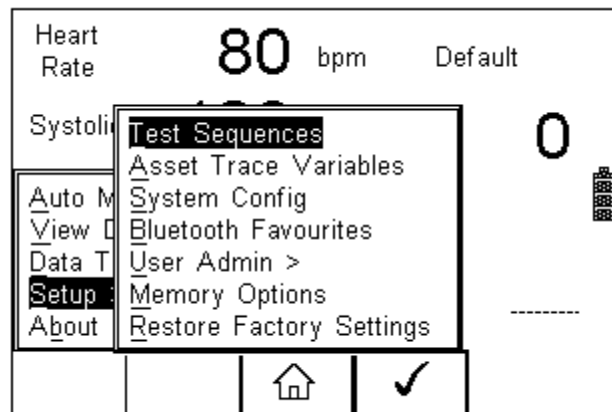 Heart
Rate
80 bpm
Default
Systoli
0
Auto M
View D
Data T
Setup
About
Test Sequences
Asset Trace Variables
System Config
Bluetooth Favourites
User Admin >
Memory Options
Restore Factory Settings
---------